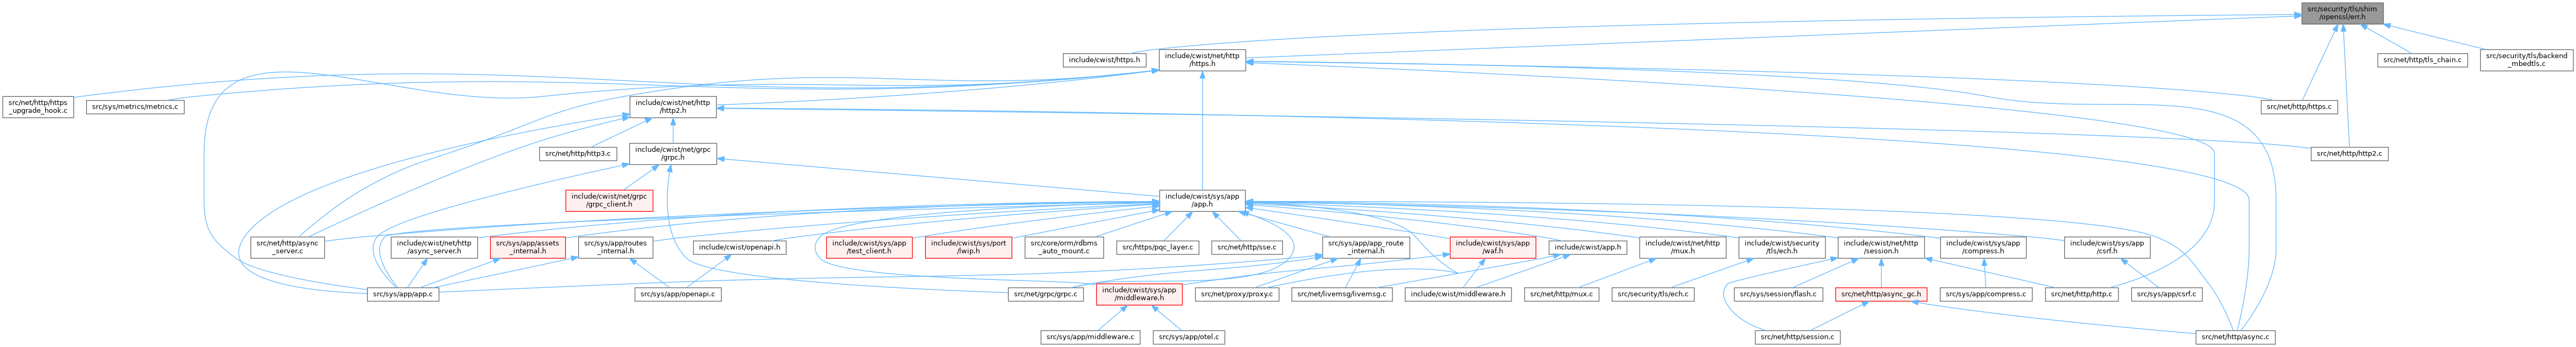 src/security/tls/shim
/openssl/err.h
include/cwist/https.h
include/cwist/net/http
/https.h
src/net/http/tls_chain.c
src/security/tls/backend
_mbedtls.c
src/net/http/https
_upgrade_hook.c
src/sys/metrics/metrics.c
include/cwist/net/http
/http2.h
src/net/http/https.c
src/net/http/http3.c
include/cwist/net/grpc
/grpc.h
src/net/http/http2.c
include/cwist/net/grpc
/grpc_client.h
include/cwist/sys/app
/app.h
src/net/http/async
_server.c
include/cwist/net/http
/async_server.h
src/sys/app/assets
_internal.h
src/sys/app/routes
_internal.h
include/cwist/openapi.h
include/cwist/sys/app
/test_client.h
include/cwist/sys/port
/lwip.h
src/core/orm/rdbms
_auto_mount.c
src/https/pqc_layer.c
src/net/http/sse.c
src/sys/app/app_route
_internal.h
include/cwist/sys/app
/waf.h
include/cwist/app.h
include/cwist/net/http
/mux.h
include/cwist/security
/tls/ech.h
include/cwist/net/http
/session.h
include/cwist/sys/app
/compress.h
include/cwist/sys/app
/csrf.h
src/sys/app/app.c
src/sys/app/openapi.c
src/net/grpc/grpc.c
include/cwist/sys/app
/middleware.h
src/net/proxy/proxy.c
src/net/livemsg/livemsg.c
include/cwist/middleware.h
src/net/http/mux.c
src/security/tls/ech.c
src/sys/session/flash.c
src/net/http/async_gc.h
src/sys/app/compress.c
src/net/http/http.c
src/sys/app/csrf.c
src/sys/app/middleware.c
src/sys/app/otel.c
src/net/http/session.c
src/net/http/async.c